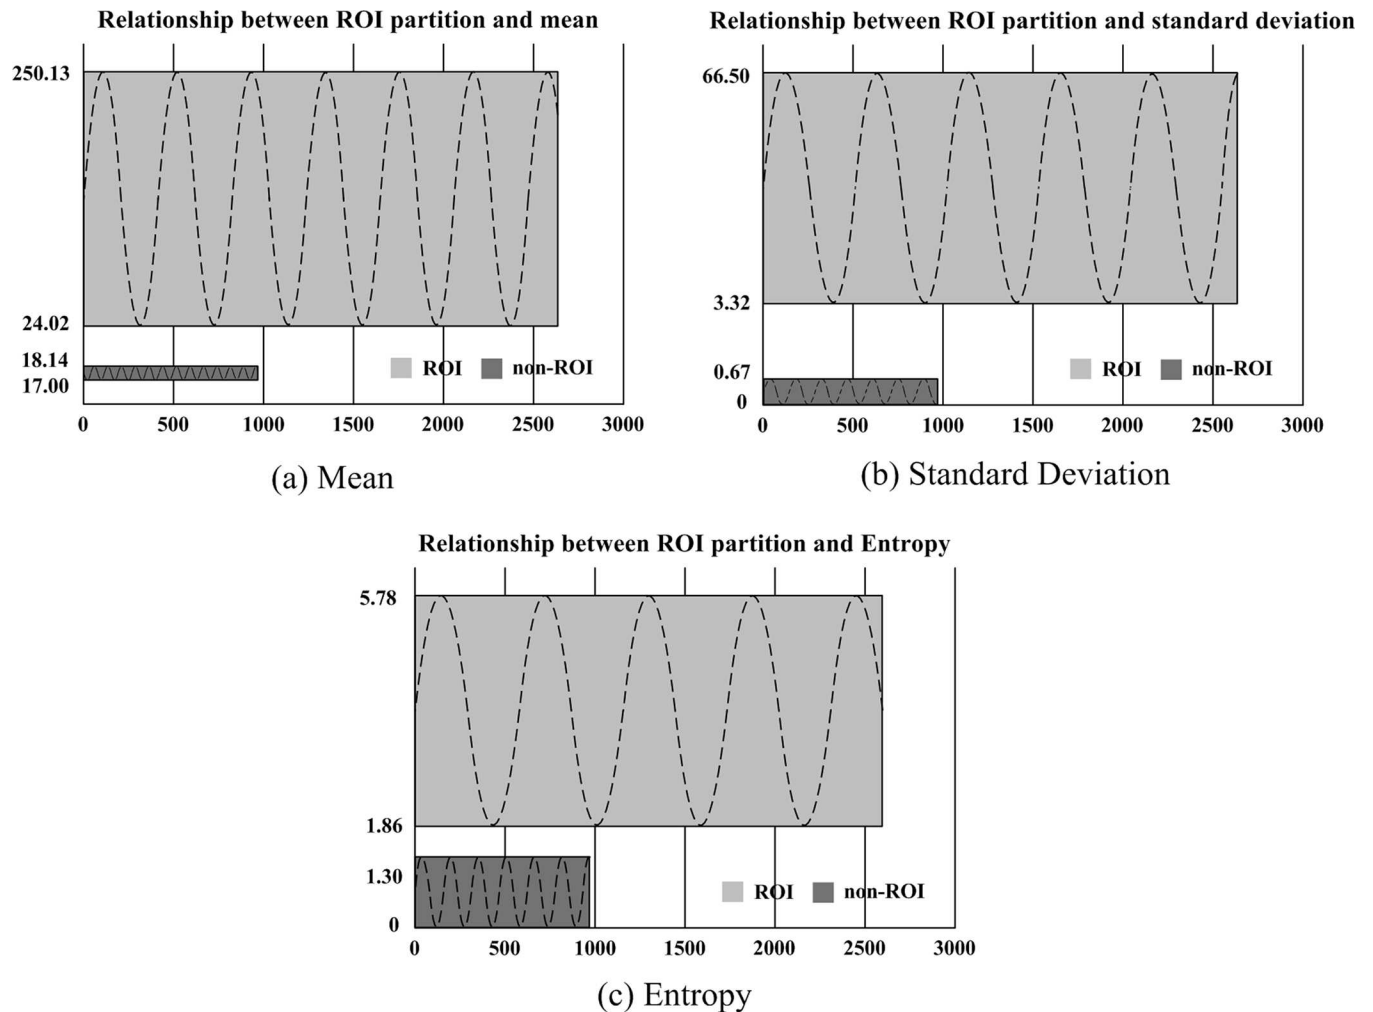 Relationship between ROI partition and mean
250.13
24.02
18.14
17.00
ROI non-ROI
0 500 1000 1500 2000 2500 3000
(a) Mean
Relationship between ROI partition and standard deviation
66.50
3.32
0.67
0
ROI non-ROI
0 500 1000 1500 2000 2500 3000
(b) Standard Deviation
Relationship between ROI partition and Entropy
5.78
1.86
1.30
0
ROI non-ROI
0 500 1000 1500 2000 2500 3000
(c) Entropy